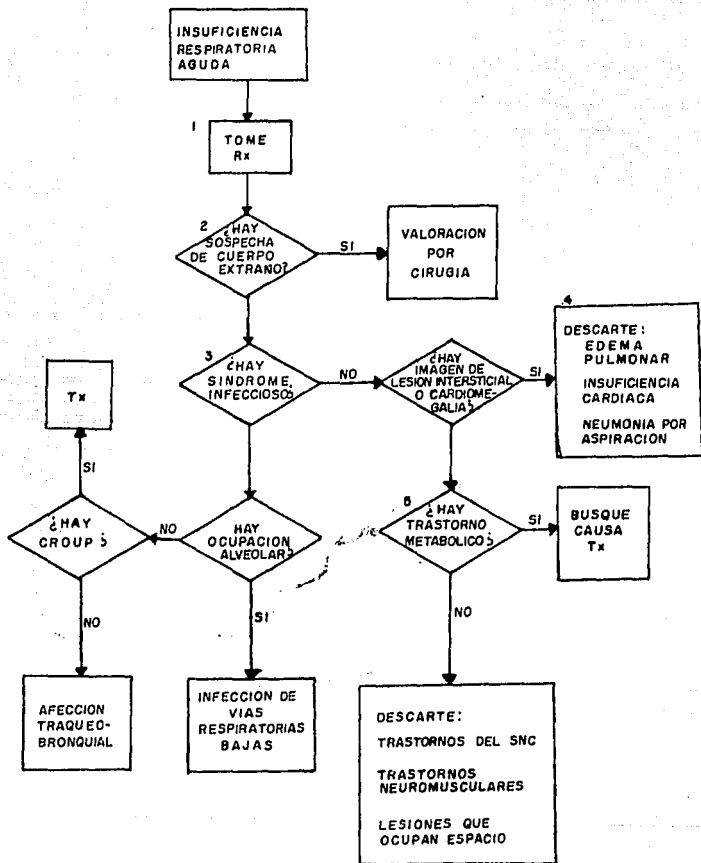 INSUFICIENCIA
RESPIRATORIA
AGUDA
1
TOME
Rx
2
¿HAY
SOSPECHA
DE CUERPO
EXTRANO?
SI
VALORACION
POR
CIRUGIA
3
¿HAY
SINDROME
INFECCIOSO?
NO
¿HAY
IMAGEN DE
LESION INTERSTICIAL
O CARDIOME-
GALIA?
SI
4
DESCARTE:
EDEMA
PULMONAR
INSUFICIENCIA
CARDIACA
NEUMONIA POR
ASPIRACION
Tx
SI
¿HAY
CROUP?
NO
HAY
OCUPACION
ALVEOLAR?
5
¿HAY
TRASTORNO
METABOLICO?
SI
BUSQUE
CAUSA
Tx
NO
SI
NO
AFECCION
TRAQUEO-
BRONQUIAL
INFECCION DE
VIAS
RESPIRATORIAS
BAJAS
DESCARTE:
TRASTORNOS DEL SNC
TRASTORNOS
NEUROMUSCULARES
LESIONES QUE
OCUPAN ESPACIO